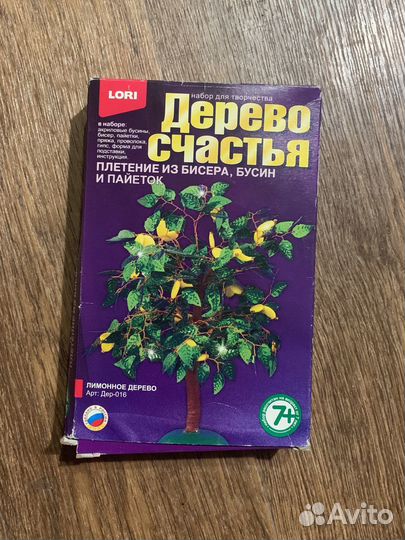 LORI
набор для творчества
Дерево
счастья
в наборе:
акриловые бусины,
бисер, пайетки,
пряжа, проволока,
гипс, форма для
подставки,
инструкция.
ПЛЕТЕНИЕ ИЗ БИСЕРА, БУСИН
И ПАЙЕТОК
ЛИМОННОЕ ДЕРЕВО
Арт: Дер-016
7+
Avito